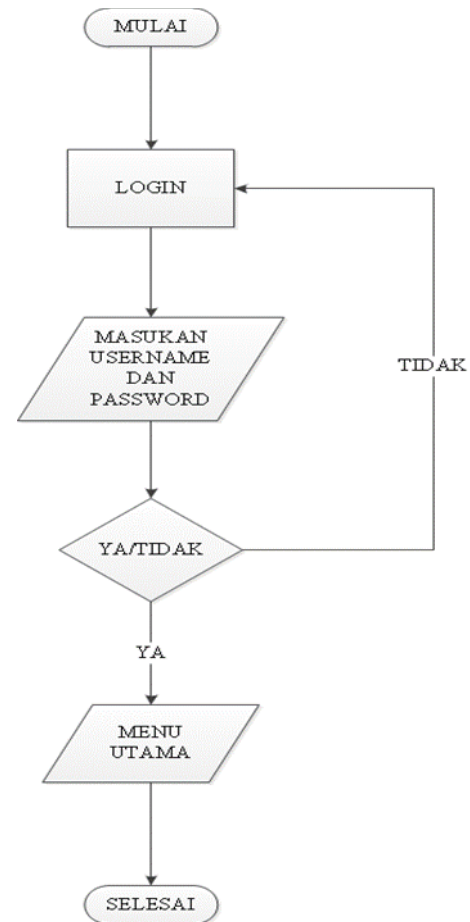 MULAI
LOGIN
MASUKAN
USERNAME
DAN
PASSWORD
TIDAK
YA/TIDAK
YA
MENU
UTAMA
SELESAI